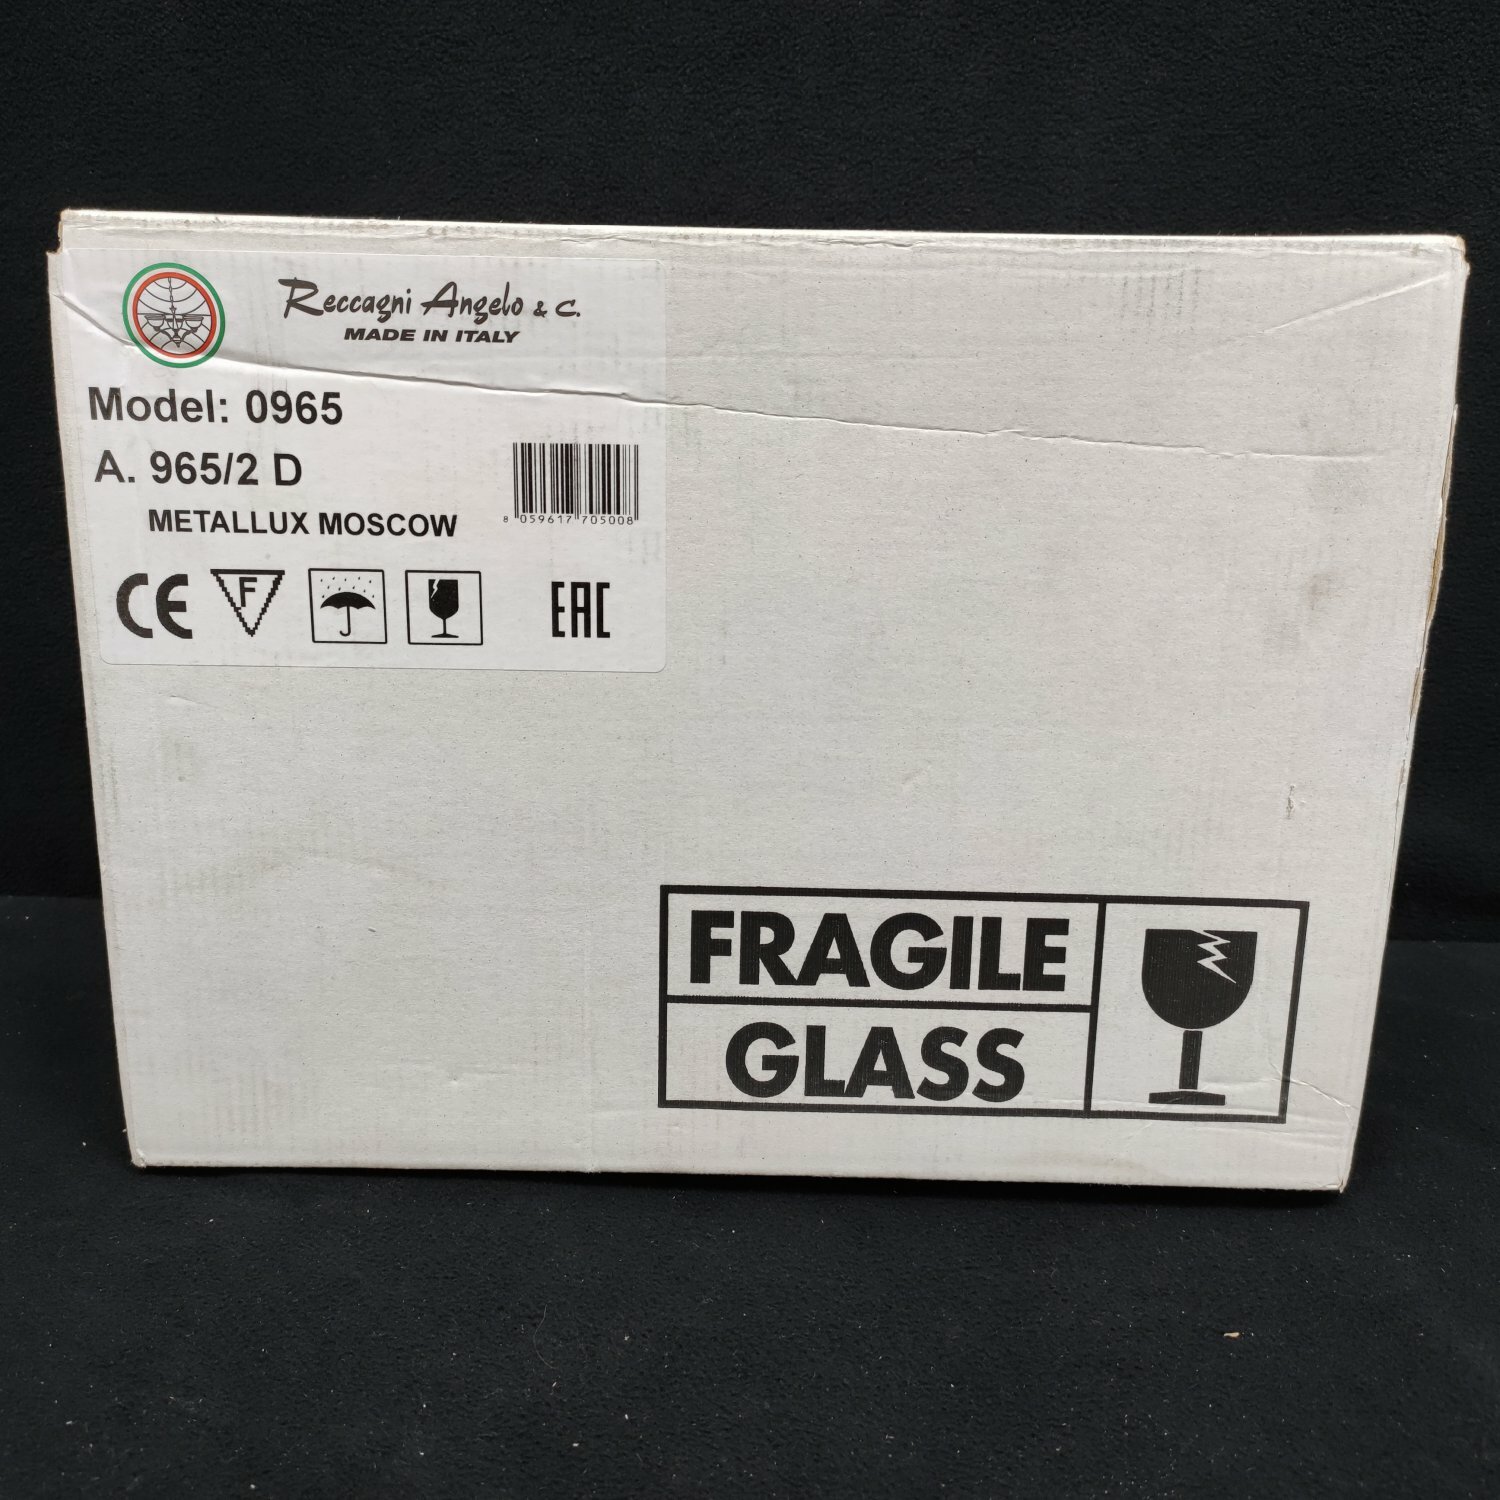 Reccagni Angelo & C.
MADE IN ITALY
Model: 0965
A. 965/2 D
METALLUX MOSCOW
8 059617 705008
CE F EAC
FRAGILE
GLASS